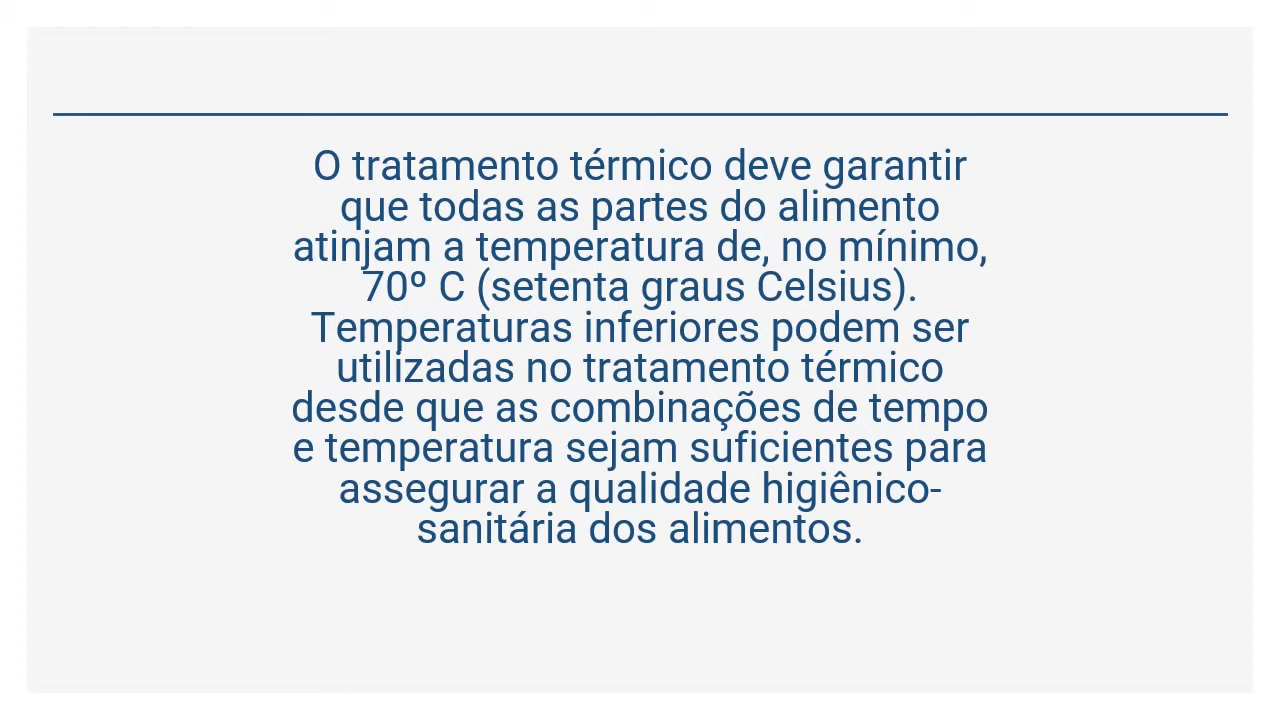 O tratamento térmico deve garantir
que todas as partes do alimento
atinjam a temperatura de, no mínimo,
70º C (setenta graus Celsius).
Temperaturas inferiores podem ser
utilizadas no tratamento térmico
desde que as combinações de tempo
e temperatura sejam suficientes para
assegurar a qualidade higiênico-
sanitária dos alimentos.